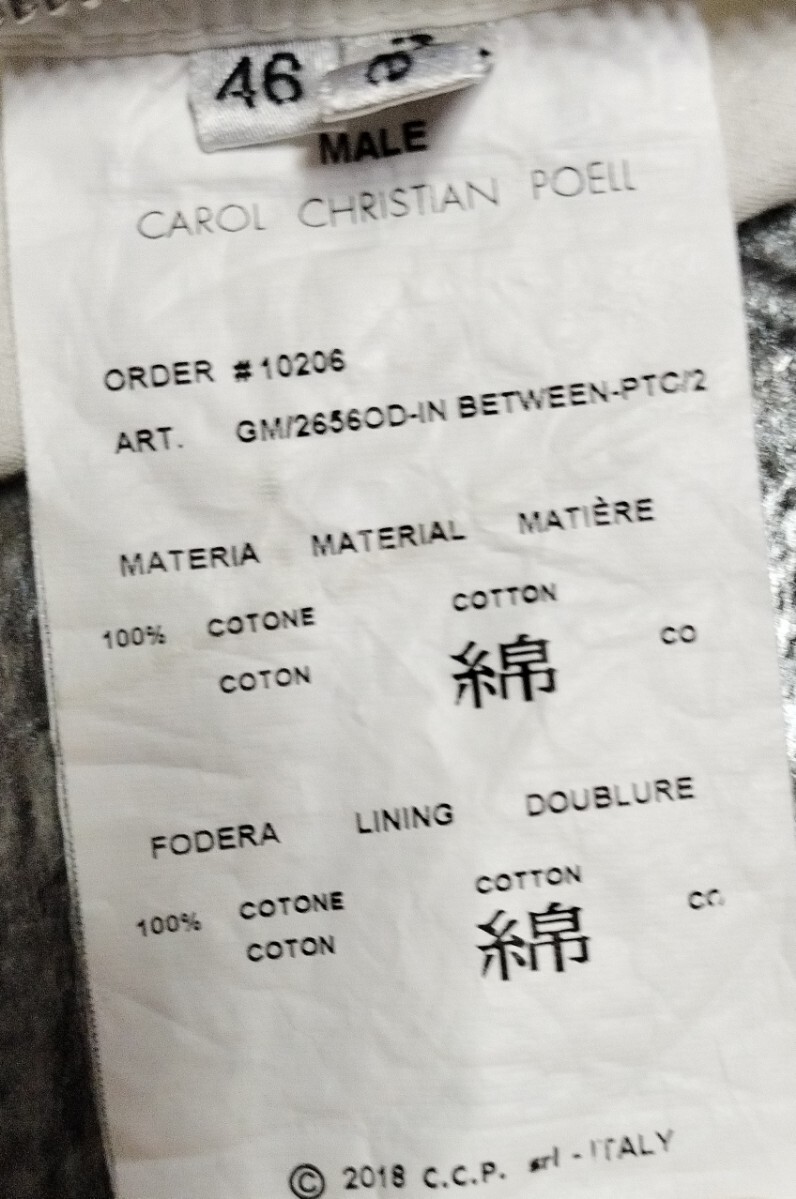 46
MALE
CAROL CHRISTIAN POELL
ORDER #10206
ART. GM/2656OD-IN BETWEEN-PTC/2
MATERIA MATERIAL MATIÈRE
100% COTONE COTTON
COTON 綿 CO
FODERA LINING DOUBLURE
100% COTONE COTTON
COTON 綿 CO
© 2018 C.C.P. srl - ITALY